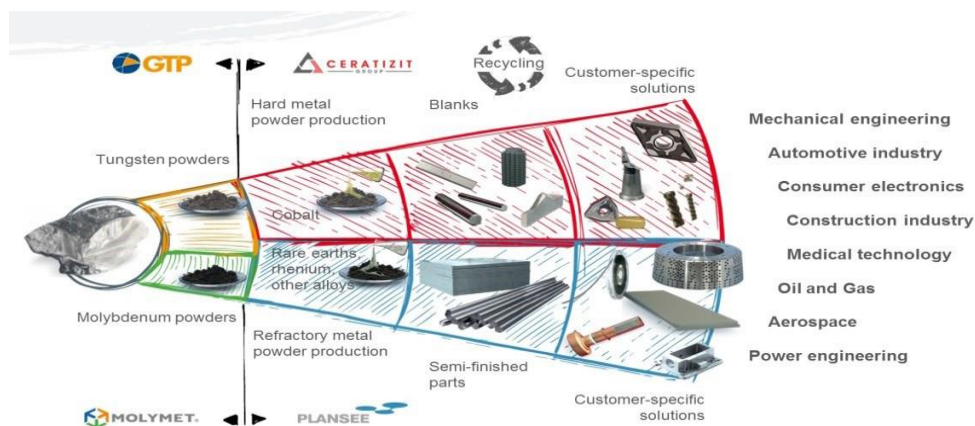 GTP
CERATIZIT
GROUP
Recycling
Customer-specific
solutions
Hard metal
powder production
Blanks
Mechanical engineering
Tungsten powders
Automotive industry
Consumer electronics
Cobalt
Construction industry
Rare earths,
rhenium,
other alloys
Medical technology
Oil and Gas
Molybdenum powders
Aerospace
Refractory metal
powder production
Power engineering
Semi-finished
parts
Customer-specific
solutions
MOLYMET®
PLANSEE